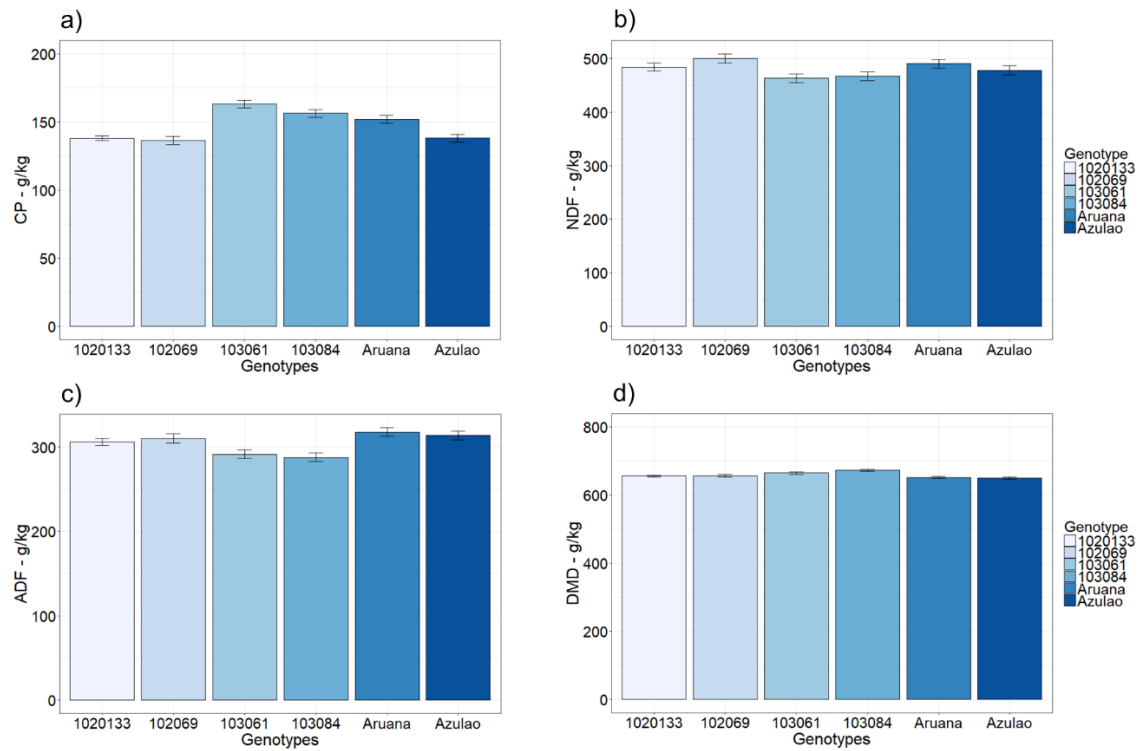 a)
CP - g/kg
200
150
100
50
0
1020133 102069 103061 103084 Aruana Azulao
Genotypes
b)
NDF - g/kg
500
400
300
200
100
0
1020133 102069 103061 103084 Aruana Azulao
Genotypes
Genotype
1020133
102069
103061
103084
Aruana
Azulao
c)
ADF - g/kg
300
200
100
0
1020133 102069 103061 103084 Aruana Azulao
Genotypes
d)
DMD - g/kg
800
600
400
200
0
1020133 102069 103061 103084 Aruana Azulao
Genotypes
Genotype
1020133
102069
103061
103084
Aruana
Azulao